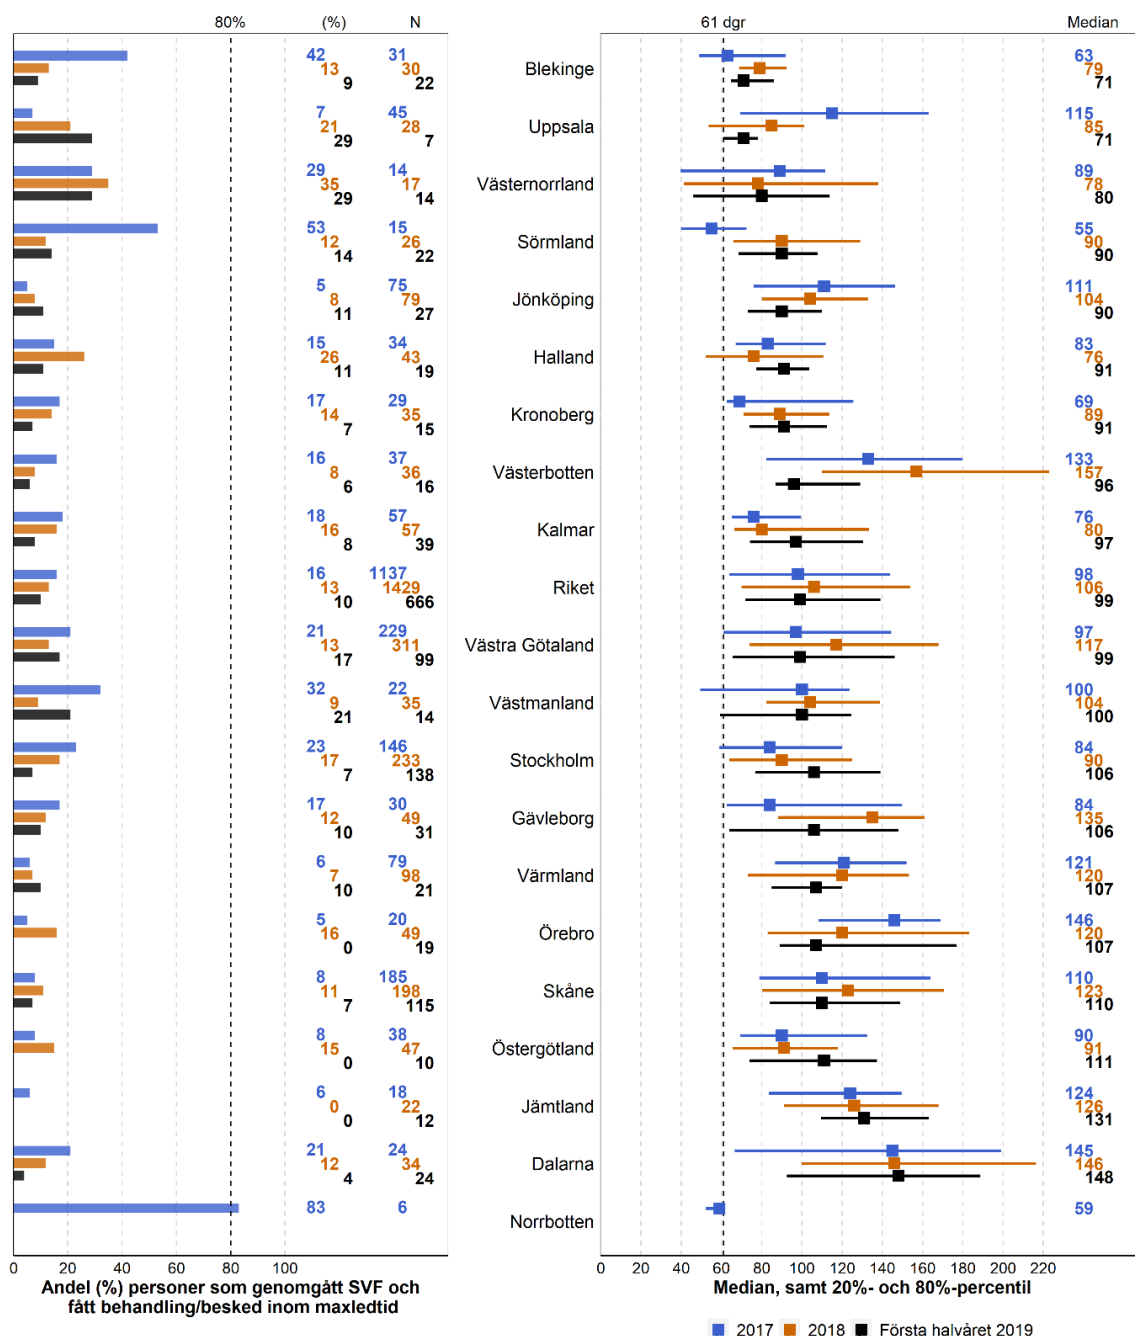 80% (%) N 61 dgr Median
42 31 63
13 30 Blekinge 79
9 22 71
7 45 115
21 28 Uppsala 85
29 7 71
29 14 89
35 17 Västernorrland 78
29 14 80
53 15 55
12 26 Sörmland 90
14 22 90
5 75 111
8 79 Jönköping 104
11 27 90
15 34 83
26 43 Halland 76
11 19 91
17 29 69
14 35 Kronoberg 89
7 15 91
16 37 133
8 36 Västerbotten 157
6 16 96
18 57 76
16 57 Kalmar 80
8 39 97
16 1137 98
13 1429 Riket 106
10 666 99
21 229 97
13 311 Västra Götaland 117
17 99 99
32 22 100
9 35 Västmanland 104
21 14 100
23 146 84
17 233 Stockholm 90
7 138 106
17 30 84
12 49 Gävleborg 135
10 31 106
6 79 121
7 98 Värmland 120
10 21 107
5 20 146
16 49 Örebro 120
0 19 107
8 185 110
11 198 Skåne 123
7 115 110
8 38 90
15 47 Östergötland 91
0 10 111
6 18 124
0 22 Jämtland 126
0 12 131
21 24 145
12 34 Dalarna 146
4 24 148
83 6 59
Norrbotten
0 20 40 60 80 100 0 20 40 60 80 100 120 140 160 180 200 220
Andel (%) personer som genomgått SVF och
fått behandling/besked inom maxledtid
Median, samt 20%- och 80%-percentil
2017 2018 Första halvåret 2019